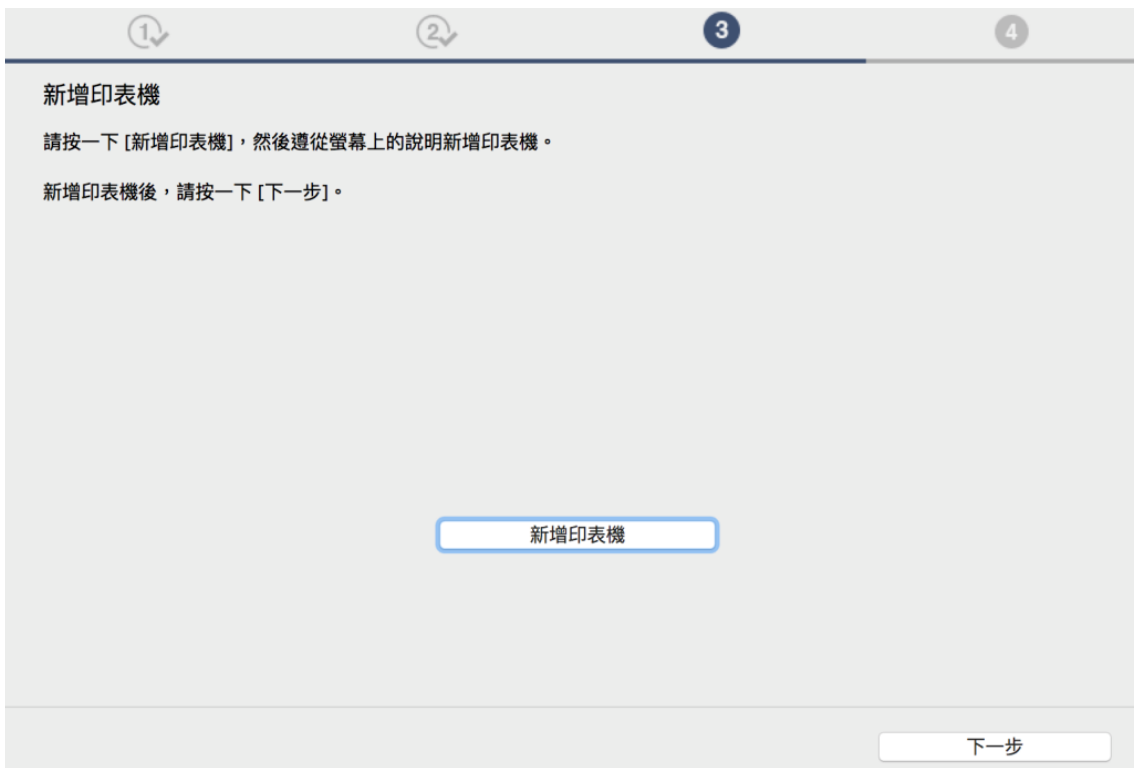 1 2 3 4
新增印表機
請按一下 [新增印表機]，然後遵從螢幕上的說明新增印表機。
新增印表機後，請按一下 [下一步]。
新增印表機
下一步